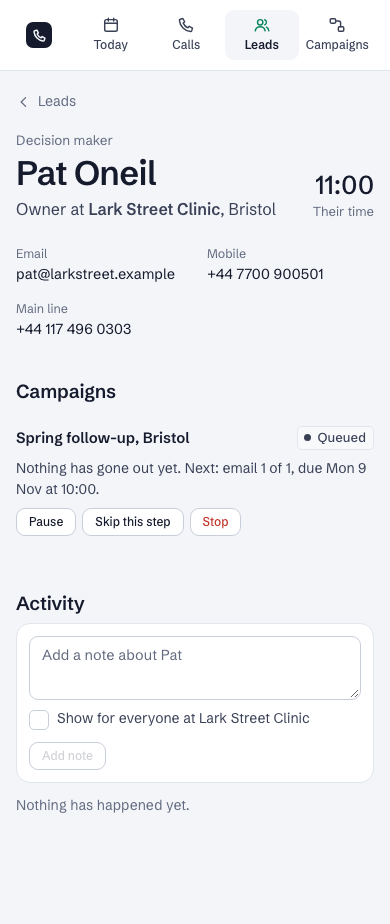 Today
Calls
Leads
Campaigns
Leads
Decision maker
Pat Oneil
Owner at Lark Street Clinic, Bristol
11:00
Their time
Email
pat@larkstreet.example
Mobile
+44 7700 900501
Main line
+44 117 496 0303
Campaigns
Spring follow-up, Bristol
Queued
Nothing has gone out yet. Next: email 1 of 1, due Mon 9
Nov at 10:00.
Pause
Skip this step
Stop
Activity
Add a note about Pat
Show for everyone at Lark Street Clinic
Add note
Nothing has happened yet.